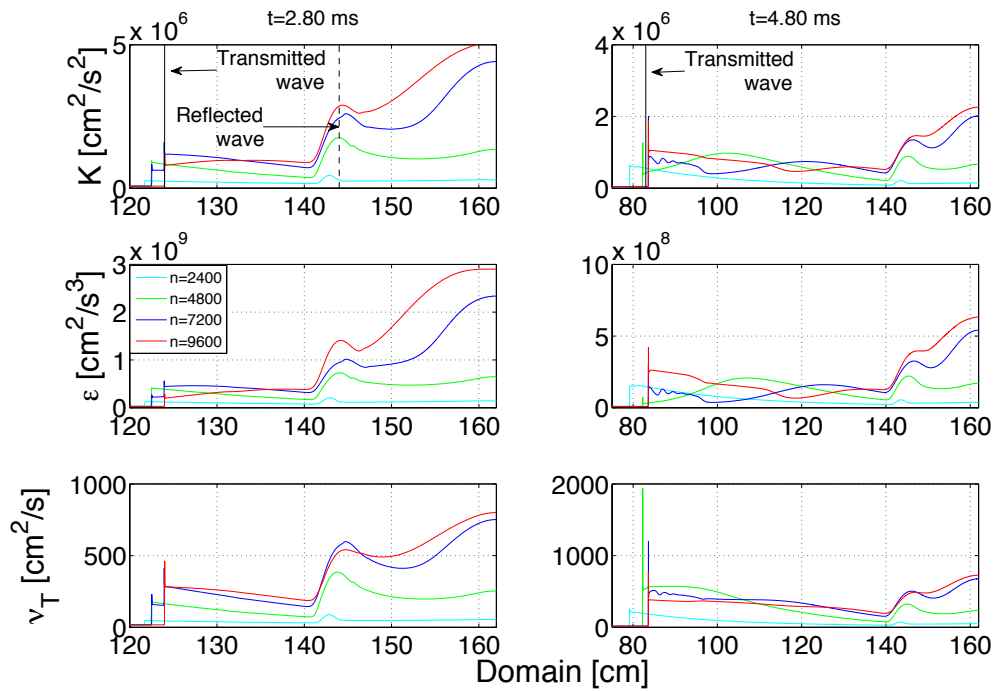 t=2.80 ms
t=4.80 ms
x 10^6
x 10^6
K [cm^2/s^2]
5
0
120 130 140 150 160
Transmitted
wave
Reflected
wave
6
4
2
0
80 100 120 140 160
Transmitted
wave
x 10^9
x 10^8
ε [cm^2/s^3]
3
2
1
0
120 130 140 150 160
n=2400
n=4800
n=7200
n=9600
10
5
0
80 100 120 140 160
ν_T [cm^2/s]
1000
500
0
120 130 140 150 160
2000
1000
0
80 100 120 140 160
Domain [cm]